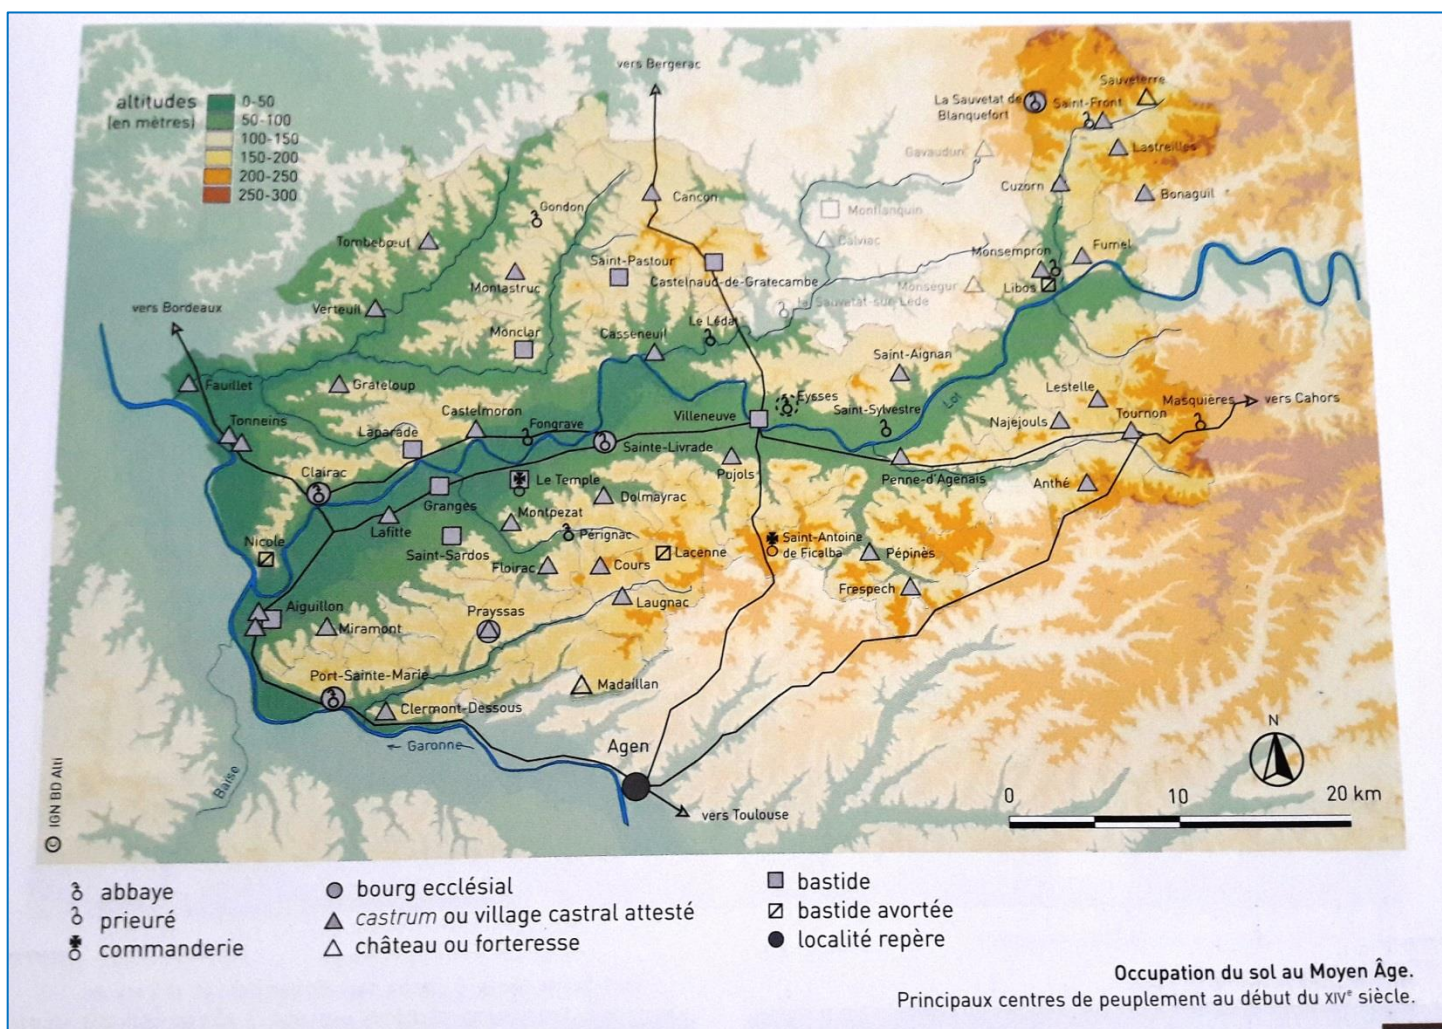 altitudes
(en mètres)
0-50
50-100
100-150
150-200
200-250
250-300
vers Bergerac
Sauveterre
La Sauvetat de
Blanquefort
Saint-Front
Lastreilles
Gavaudun
Cuzorn
Bonaguil
Cancon
Gondon
Monflanquin
Tombebœuf
Calviac
Saint-Pastour
Castelnaud-de-Gratecambe
Montastruc
Monsempron
Fumel
Monsegur
Libos
la Sauvetat-sur-Lède
vers Bordeaux
Verteuil
Monclar
Casseneuil
Le Lédat
Saint-Aignan
Fauillet
Grateloup
Lestelle
Masquières
vers Cahors
Eysses
Lot
Castelmoron
Fongrave
Villeneuve
Saint-Sylvestre
Najejouls
Tournon
Tonneins
Laparade
Sainte-Livrade
Clairac
Pujols
Penne-d'Agenais
Le Temple
Anthé
Granges
Dolmayrac
Lafitte
Montpezat
Nicole
Saint-Sardos
Pérignac
Lacenne
Saint-Antoine
de Ficalba
Pépinès
Floirac
Cours
Frespech
Aiguillon
Prayssas
Laugnac
Miramont
Port-Sainte-Marie
Madaillan
Clermont-Dessous
N
← Garonne
Agen
Baïse
vers Toulouse
0 10 20 km
© IGN BD Alti
abbaye
prieuré
commanderie
bourg ecclésial
castrum ou village castral attesté
château ou forteresse
bastide
bastide avortée
localité repère
Occupation du sol au Moyen Âge.
Principaux centres de peuplement au début du XIVe siècle.